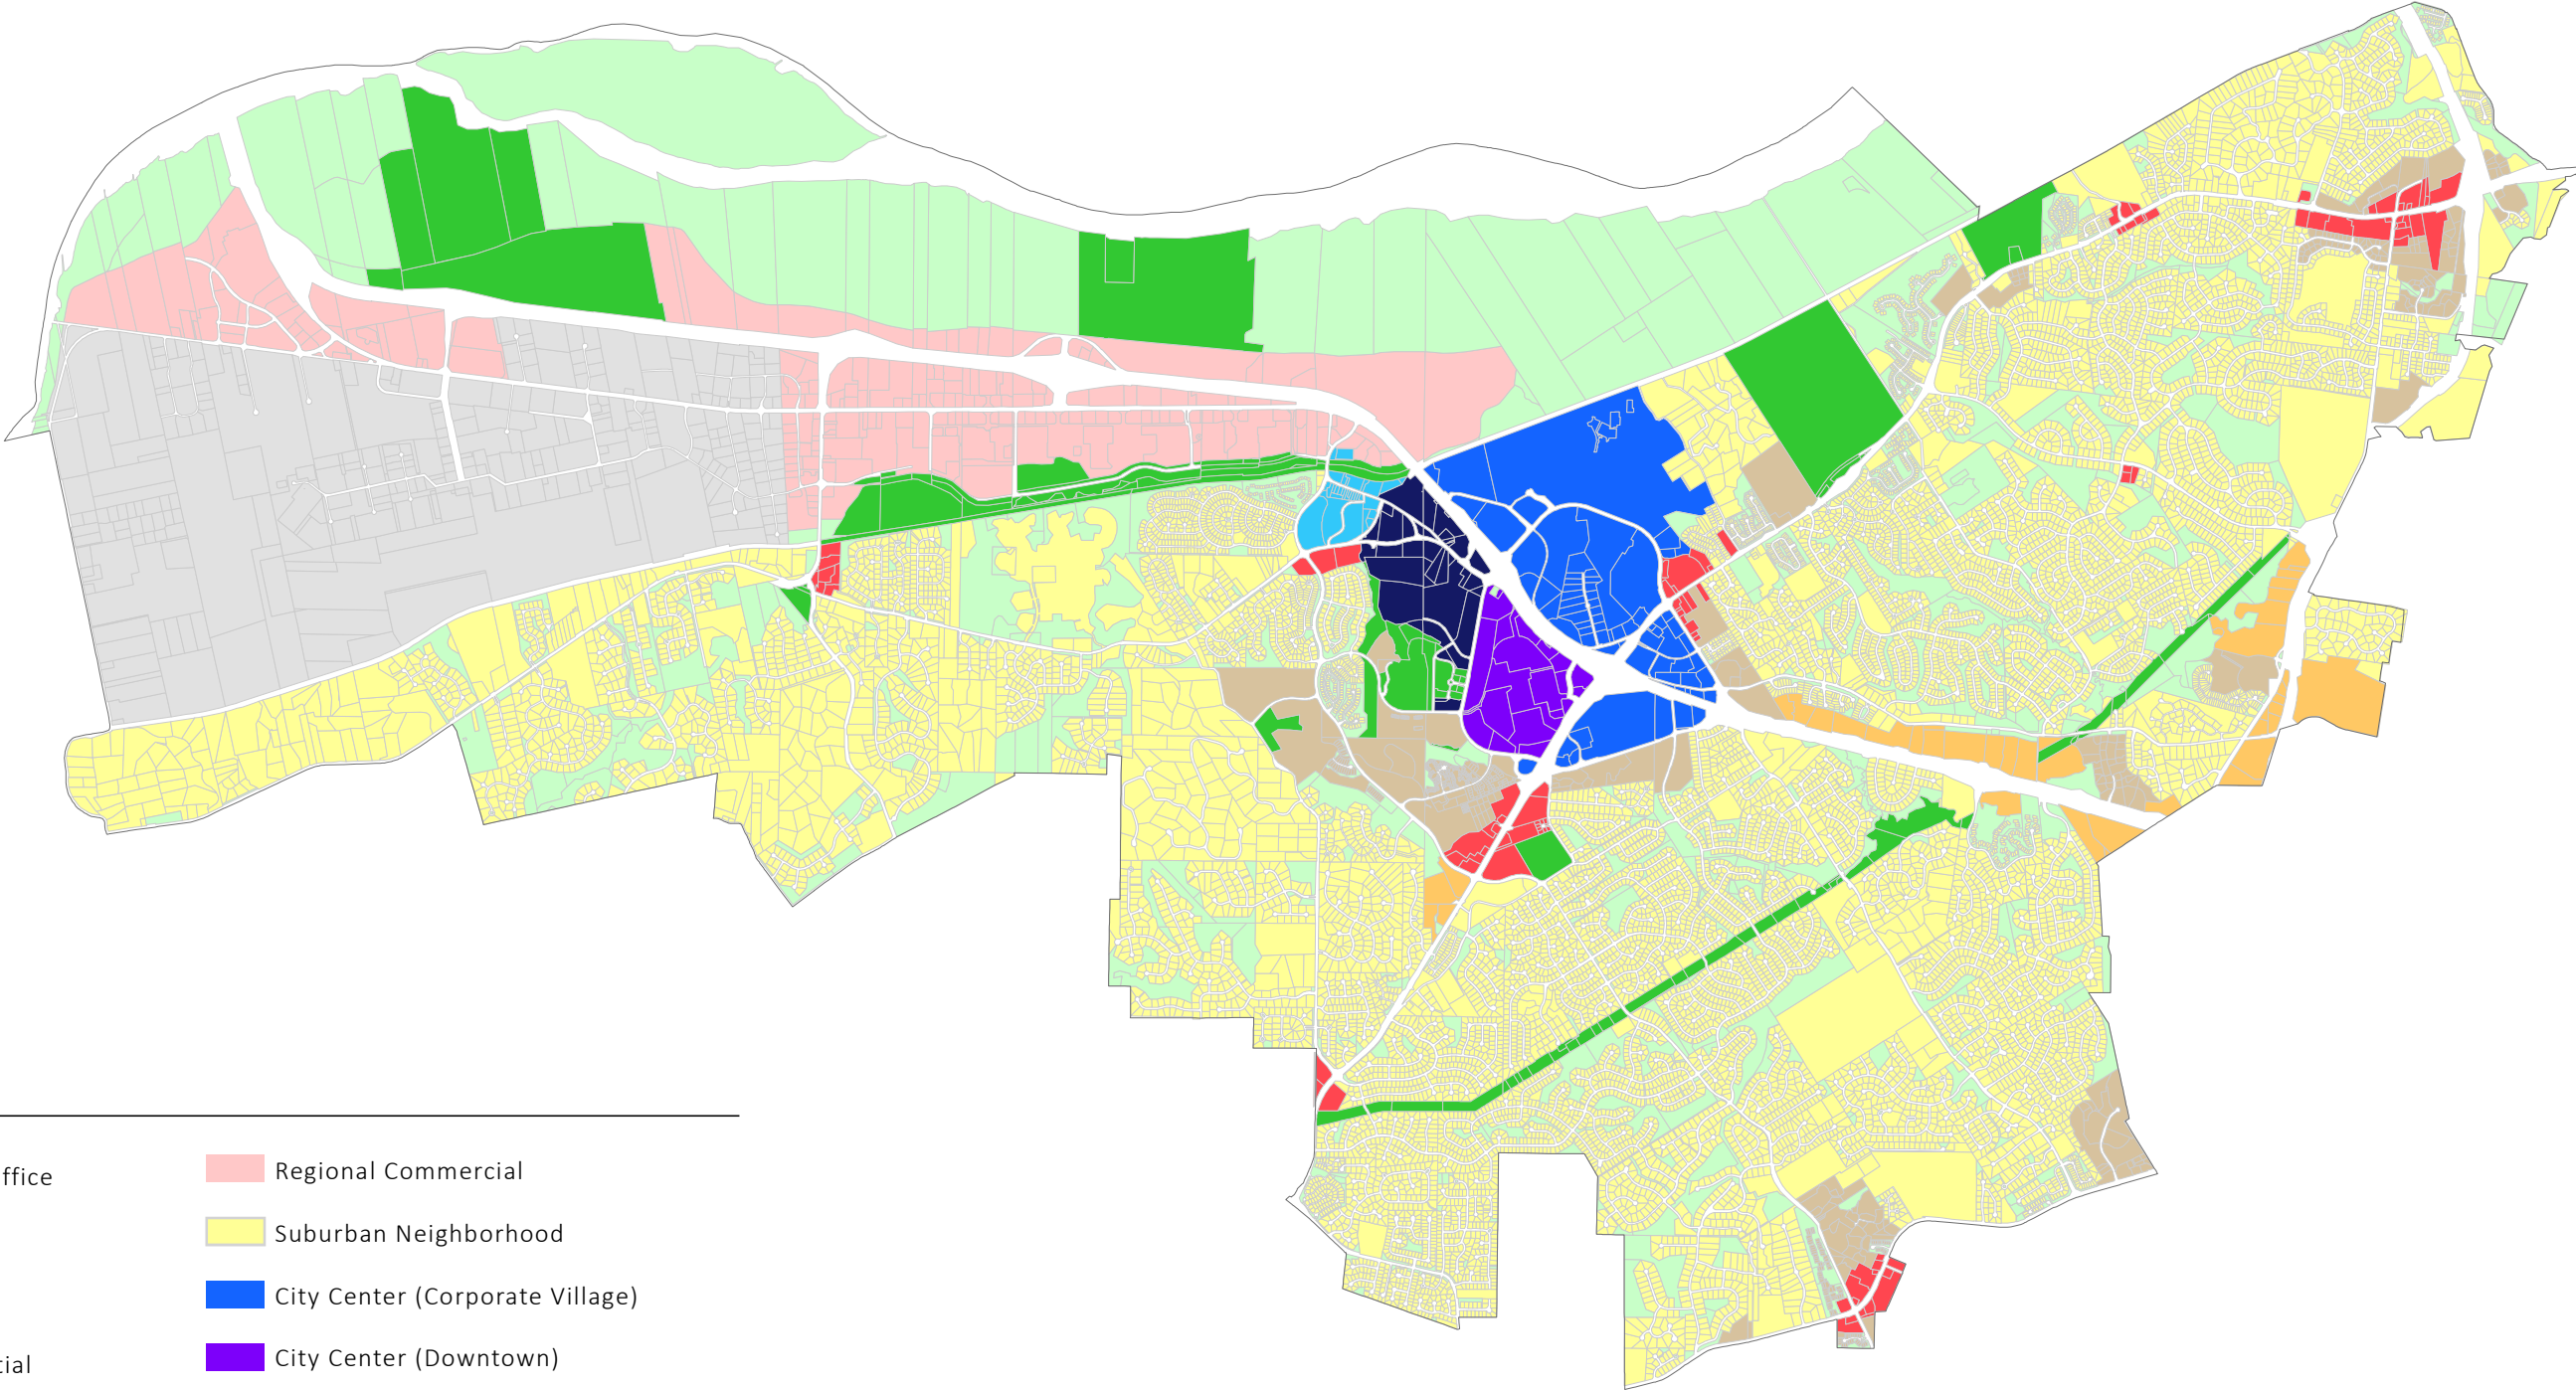 ffice
Regional Commercial
Suburban Neighborhood
City Center (Corporate Village)
City Center (Downtown)
tial